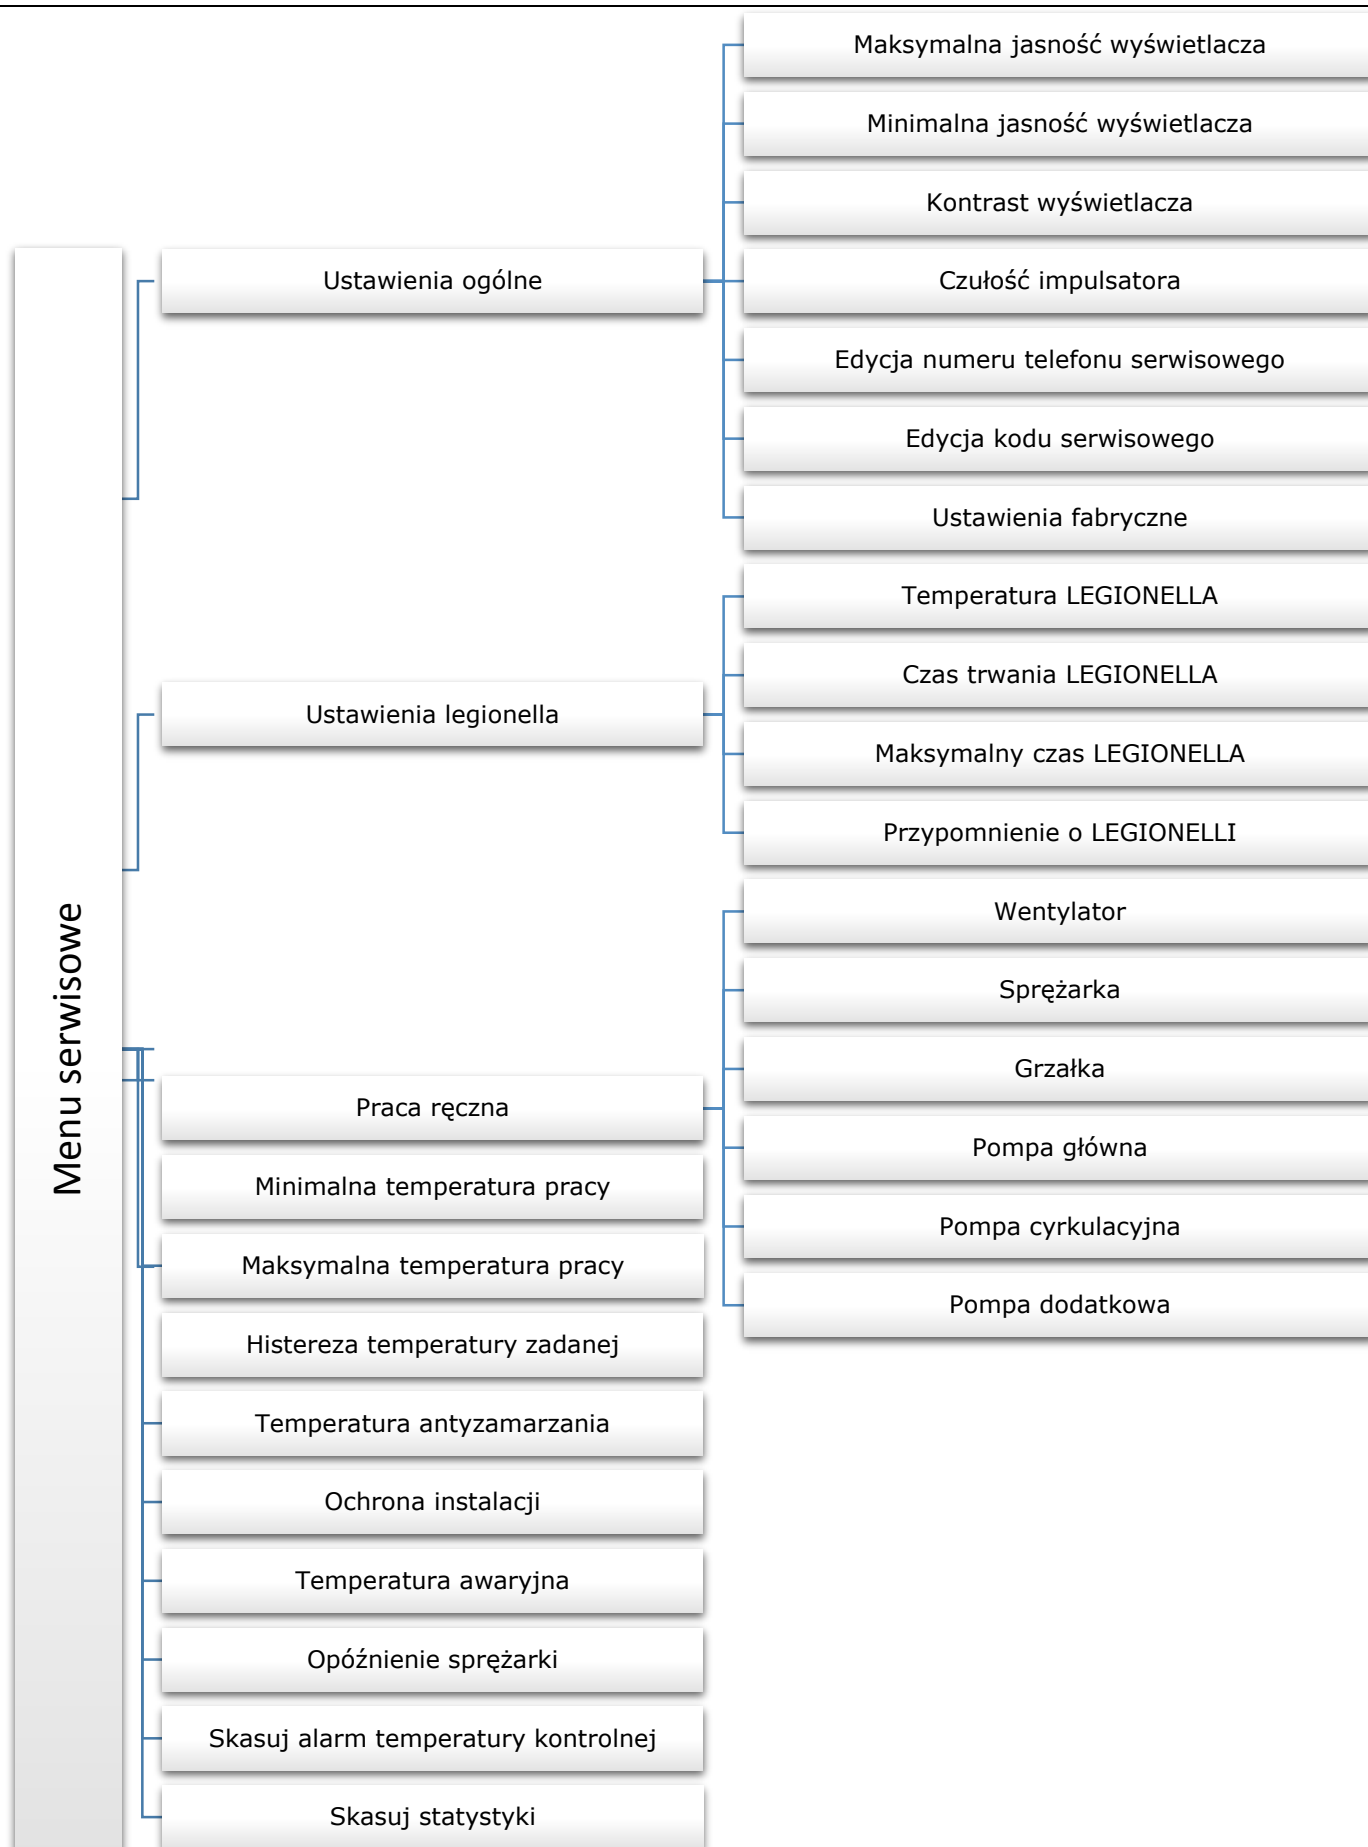 Menu serwisowe
Ustawienia ogólne
Maksymalna jasność wyświetlacza
Minimalna jasność wyświetlacza
Kontrast wyświetlacza
Czułość impulsatora
Edycja numeru telefonu serwisowego
Edycja kodu serwisowego
Ustawienia fabryczne
Ustawienia legionella
Temperatura LEGIONELLA
Czas trwania LEGIONELLA
Maksymalny czas LEGIONELLA
Przypomnienie o LEGIONELLI
Praca ręczna
Wentylator
Sprężarka
Grzałka
Pompa główna
Pompa cyrkulacyjna
Pompa dodatkowa
Minimalna temperatura pracy
Maksymalna temperatura pracy
Histereza temperatury zadanej
Temperatura antyzamarzania
Ochrona instalacji
Temperatura awaryjna
Opóźnienie sprężarki
Skasuj alarm temperatury kontrolnej
Skasuj statystyki